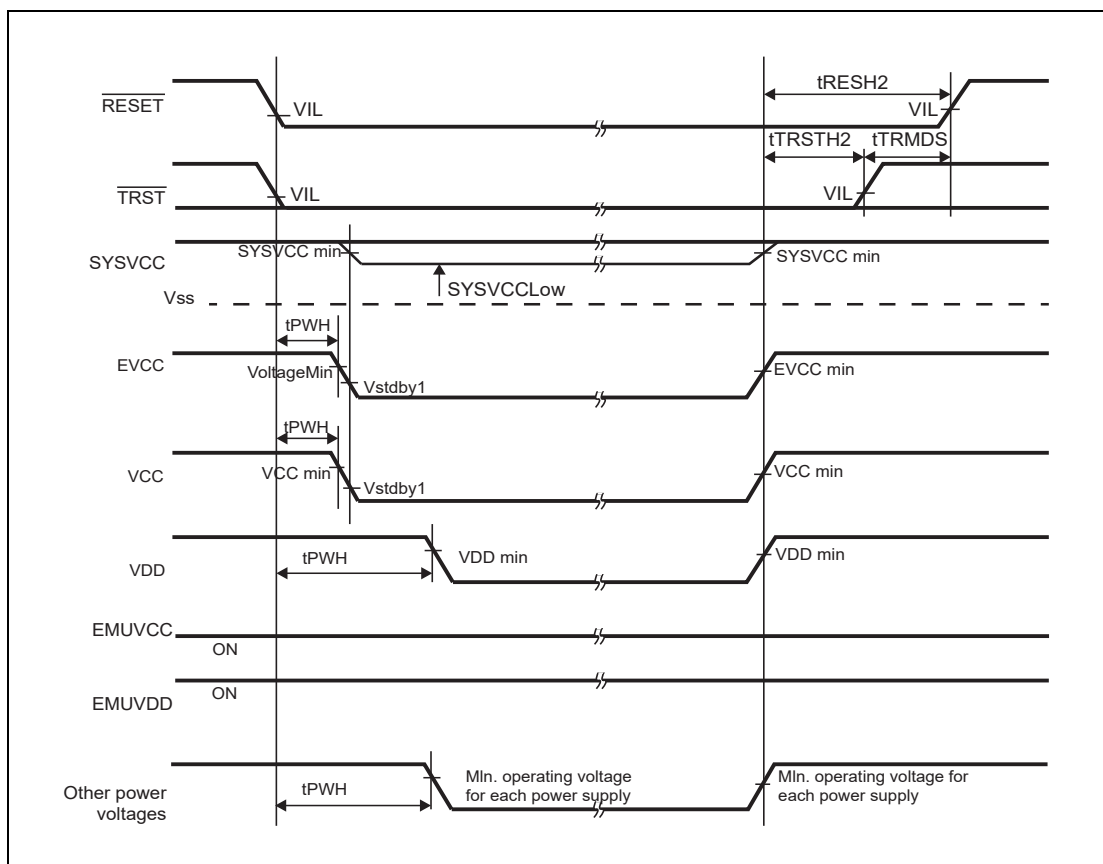 tRESH2
RESET
VIL
VIL
tTRSTH2
tTRMDS
TRST
VIL
VIL
SYSVCC
SYSVCC min
SYSVCC min
SYSVCCLow
Vss
tPWH
EVCC
VoltageMin
Vstdby1
EVCC min
tPWH
VCC
VCC min
Vstdby1
VCC min
VDD
tPWH
VDD min
VDD min
EMUVCC
ON
ON
EMUVDD
Other power
voltages
tPWH
MIn. operating voltage
for each power supply
MIn. operating voltage for
each power supply